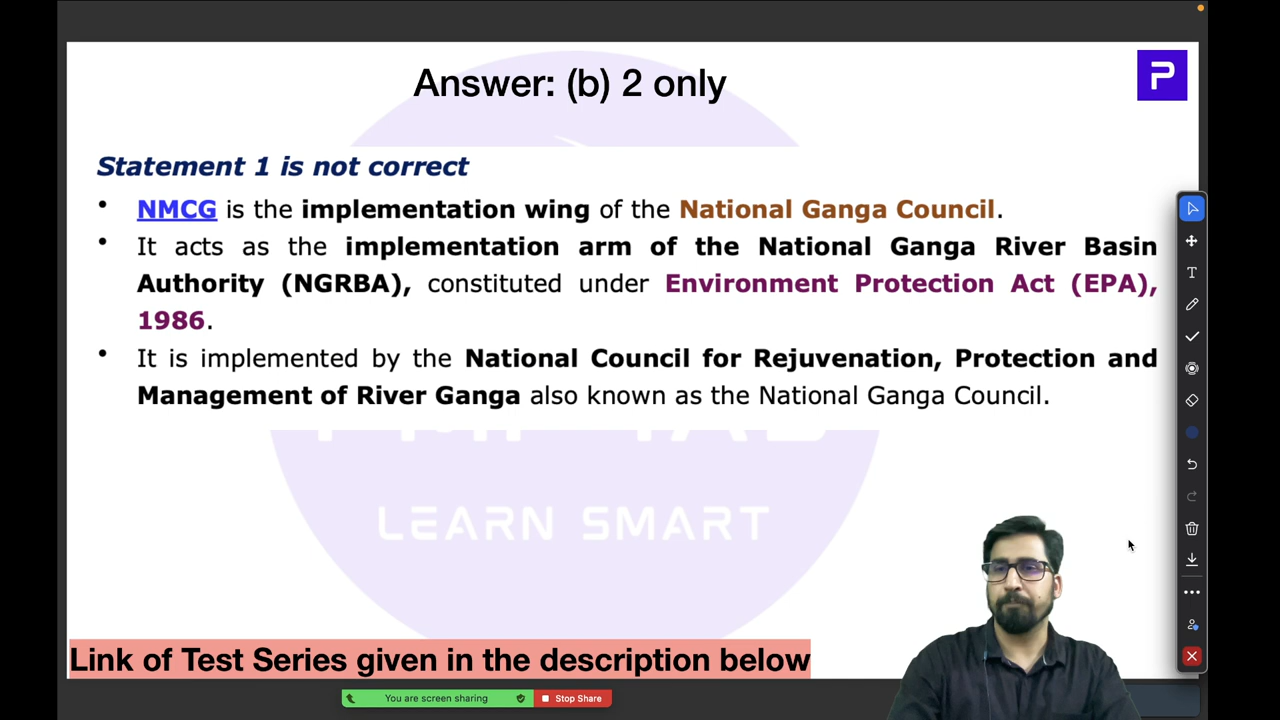 Answer: (b) 2 only
P
Statement 1 is not correct
• NMCG is the implementation wing of the National Ganga Council.
• It acts as the implementation arm of the National Ganga River Basin
Authority (NGRBA), constituted under Environment Protection Act (EPA),
1986.
• It is implemented by the National Council for Rejuvenation, Protection and
Management of River Ganga also known as the National Ganga Council.
LEARN SMART
Link of Test Series given in the description below
You are screen sharing
Stop Share